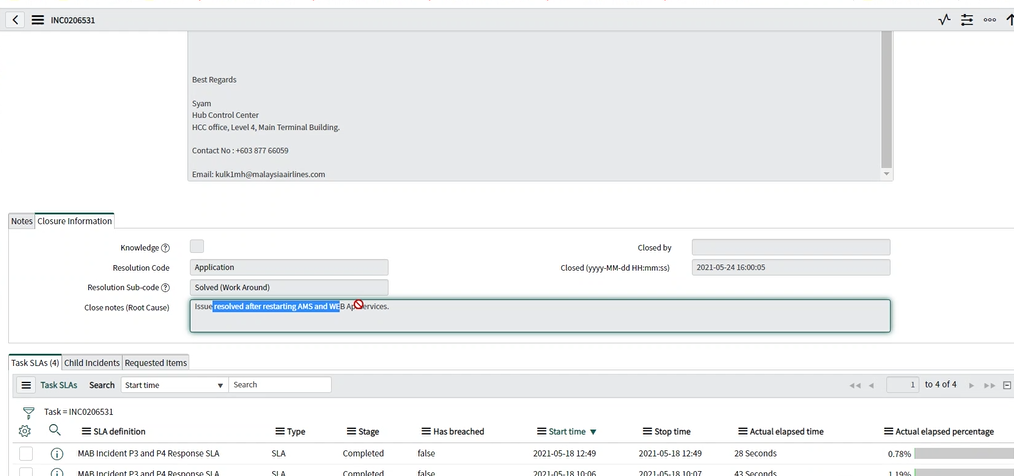 INC0206531
Best Regards
Syam
Hub Control Center
HCC office, Level 4, Main Terminal Building.
Contact No : +603 877 66059
Email: kulk1mh@malaysiaairlines.com
Notes Closure Information
Knowledge
Closed by
Resolution Code Application
Closed (yyyy-MM-dd HH:mm:ss) 2021-05-24 16:00:05
Resolution Sub-code Solved (Work Around)
Close notes (Root Cause) Issue resolved after restarting AMS and WEB services.
Task SLAs (4) Child Incidents Requested Items
Task SLAs Search Start time Search 1 to 4 of 4
Task = INC0206531
SLA definition Type Stage Has breached Start time Stop time Actual elapsed time Actual elapsed percentage
MAB Incident P3 and P4 Response SLA SLA Completed false 2021-05-18 12:49 2021-05-18 12:49 28 Seconds 0.78%
MAB Incident P3 and P4 Response SLA SLA Completed false 2021-05-18 10:06 2021-05-18 10:07 43 Seconds 1.19%